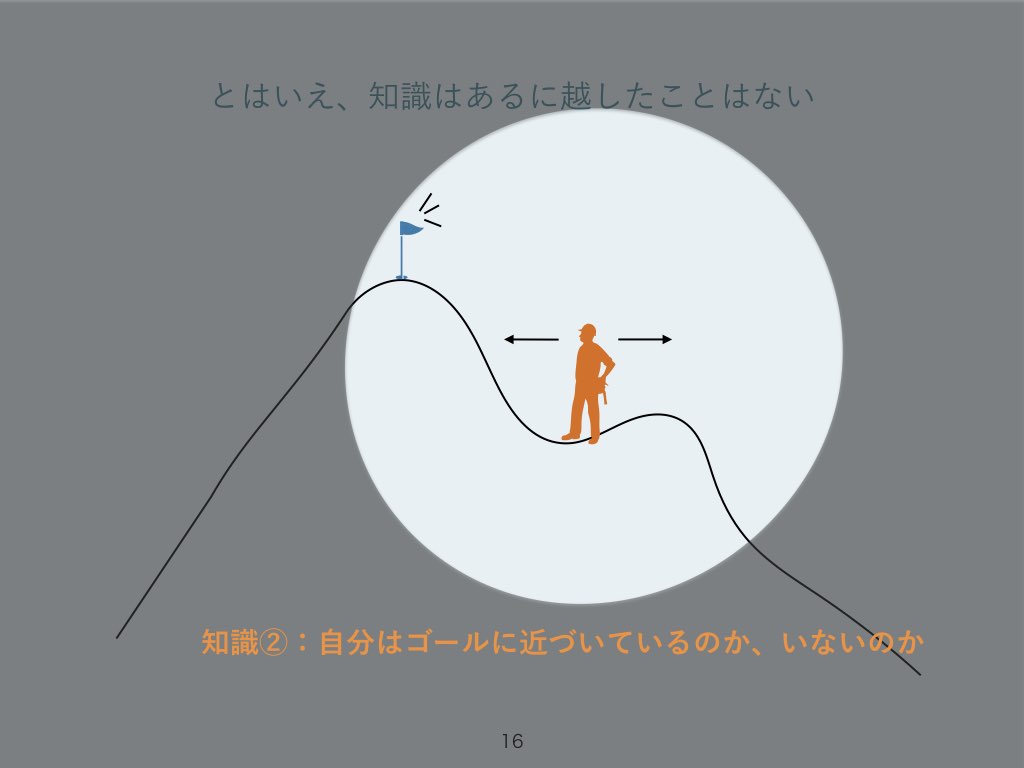 とはいえ、知識はあるに越したことはない
知識②：自分はゴールに近づいているのか、いないのか
16